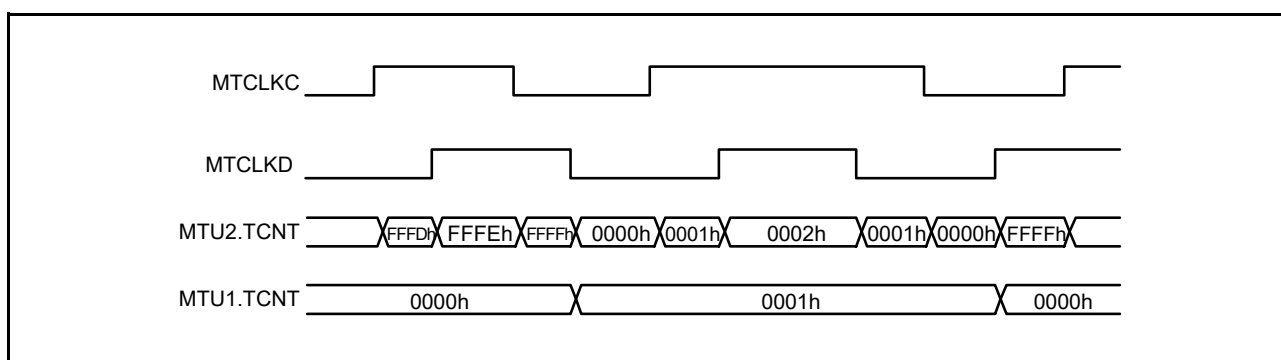 MTCLKC
MTCLKD
MTU2.TCNT FFFDh FFFEh FFFFh 0000h 0001h 0002h 0001h 0000h FFFFh
MTU1.TCNT 0000h 0001h 0000h